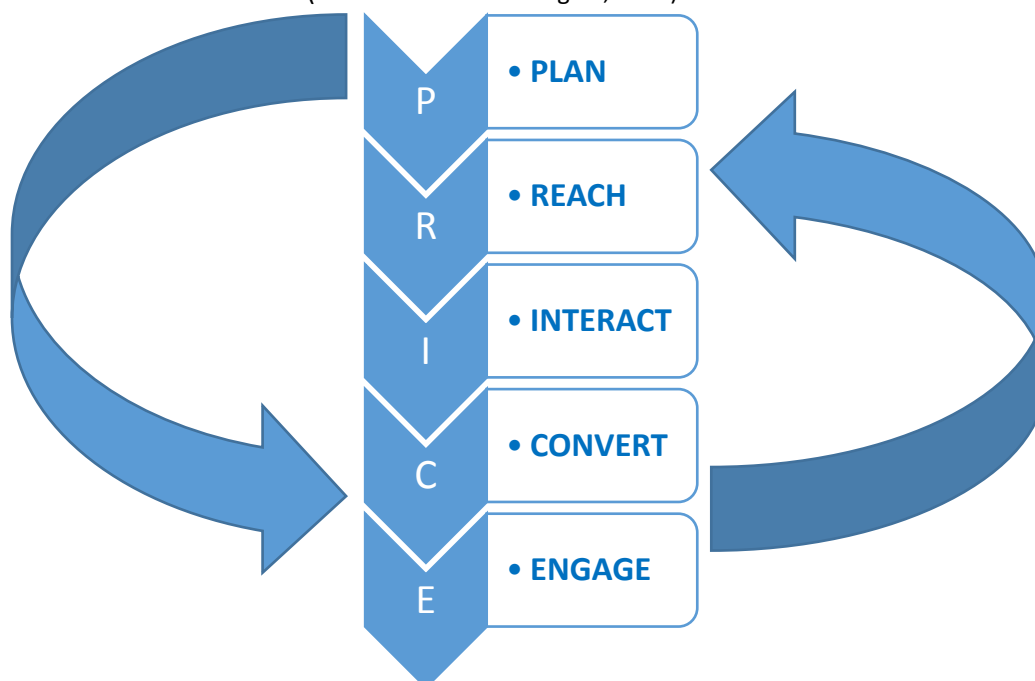 P
• PLAN
R
• REACH
I
• INTERACT
C
• CONVERT
E
• ENGAGE